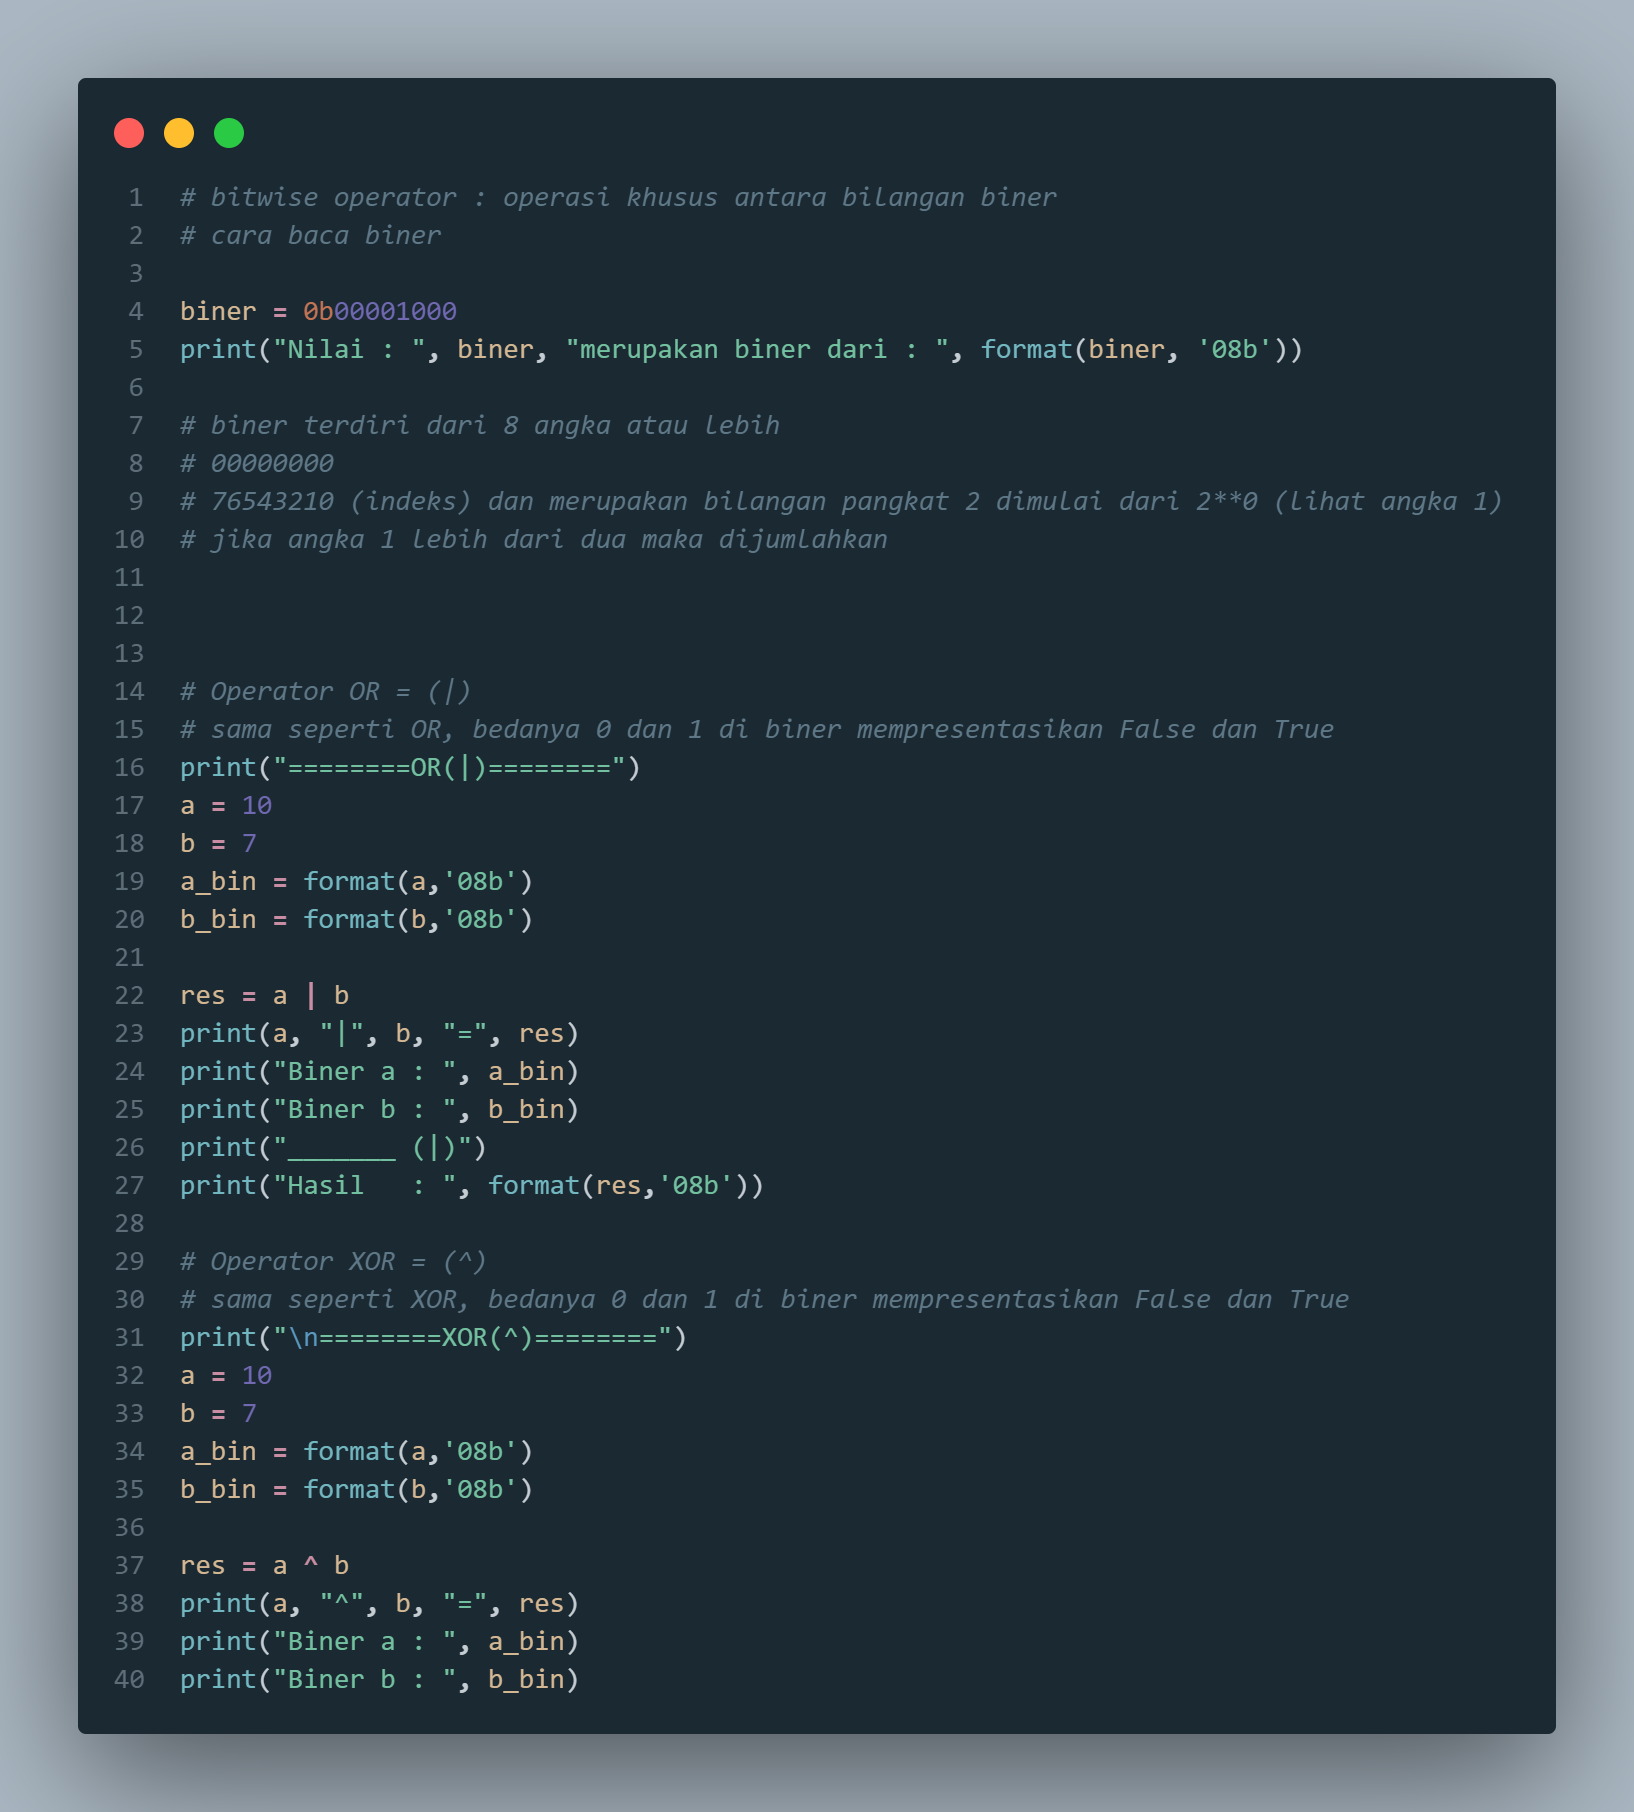 1 # bitwise operator : operasi khusus antara bilangan biner
2 # cara baca biner
3
4 biner = 0b00001000
5 print("Nilai : ", biner, "merupakan biner dari : ", format(biner, '08b'))
6
7 # biner terdiri dari 8 angka atau lebih
8 # 00000000
9 # 76543210 (indeks) dan merupakan bilangan pangkat 2 dimulai dari 2**0 (lihat angka 1)
10 # jika angka 1 lebih dari dua maka dijumlahkan
11
12
13
14 # Operator OR = (|)
15 # sama seperti OR, bedanya 0 dan 1 di biner mempresentasikan False dan True
16 print("========OR(|)========")
17 a = 10
18 b = 7
19 a_bin = format(a,'08b')
20 b_bin = format(b,'08b')
21
22 res = a | b
23 print(a, "|", b, "=", res)
24 print("Biner a : ", a_bin)
25 print("Biner b : ", b_bin)
26 print("_______ (|)")
27 print("Hasil   : ", format(res,'08b'))
28
29 # Operator XOR = (^)
30 # sama seperti XOR, bedanya 0 dan 1 di biner mempresentasikan False dan True
31 print("\n========XOR(^)========")
32 a = 10
33 b = 7
34 a_bin = format(a,'08b')
35 b_bin = format(b,'08b')
36
37 res = a ^ b
38 print(a, "^", b, "=", res)
39 print("Biner a : ", a_bin)
40 print("Biner b : ", b_bin)